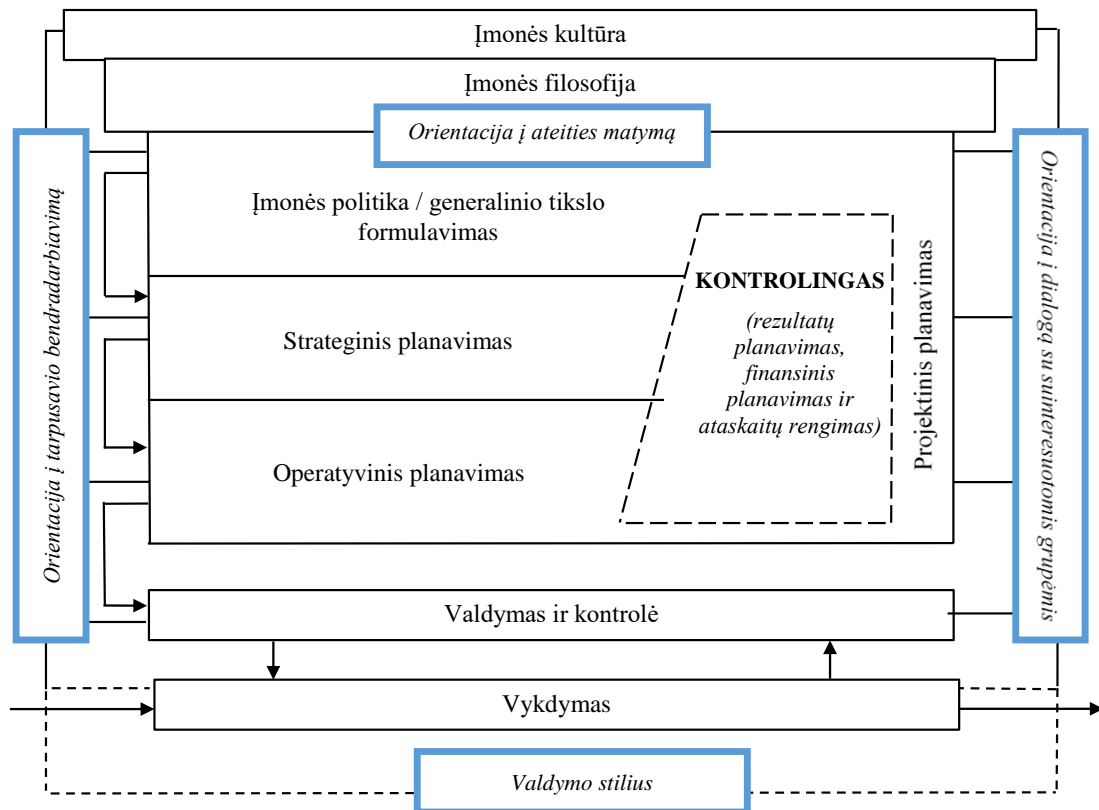 Įmonės kultūra
Įmonės filosofija
Orientacija į ateities matymą
Orientacija į tarpusavio bendradarbiavimą
Įmonės politika / generalinio tikslo
formulavimas
Strateginis planavimas
Operatyvinis planavimas
KONTROLINGAS
(rezultatų
planavimas,
finansinis
planavimas ir
ataskaitų rengimas)
Projektinis planavimas
Orientacija į dialogą su suinteresuotomis grupėmis
Valdymas ir kontrolė
Vykdymas
Valdymo stilius